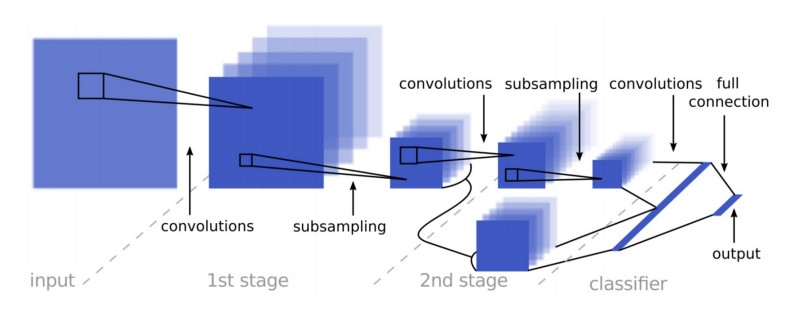 convolutions
subsampling
convolutions
full
connection
convolutions
subsampling
output
input
1st stage
2nd stage
classifier